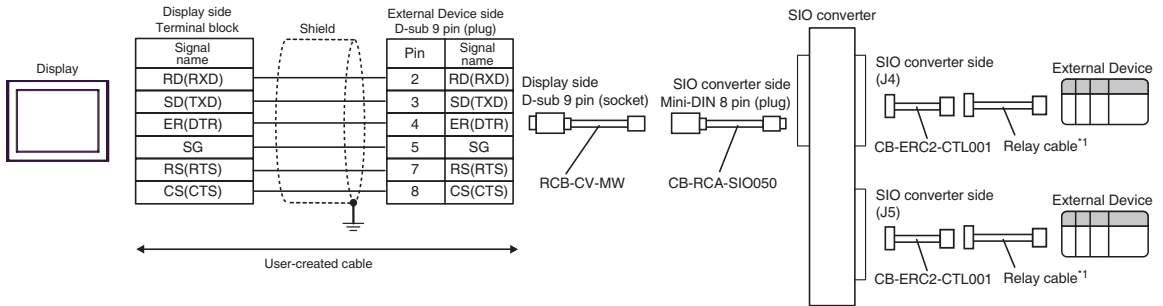 Display
Display side
Terminal block
Shield
External Device side
D-sub 9 pin (plug)
Signal
name
Pin
Signal
name
RD(RXD)
2
RD(RXD)
SD(TXD)
3
SD(TXD)
ER(DTR)
4
ER(DTR)
SG
5
SG
RS(RTS)
7
RS(RTS)
CS(CTS)
8
CS(CTS)
User-created cable
Display side
D-sub 9 pin (socket)
RCB-CV-MW
SIO converter side
Mini-DIN 8 pin (plug)
CB-RCA-SIO050
SIO converter
SIO converter side
(J4)
External Device
CB-ERC2-CTL001
Relay cable*1
SIO converter side
(J5)
External Device
CB-ERC2-CTL001
Relay cable*1